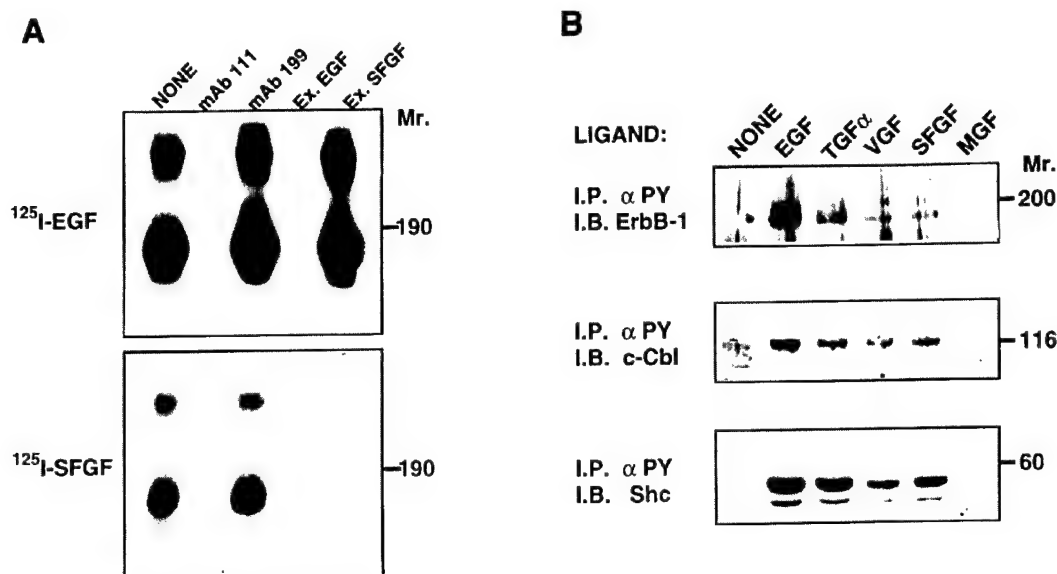 A
NONE
mAb 111
mAb 199
Ex. EGF
Ex. SFGF
Mr.
¹²⁵I-EGF
190
¹²⁵I-SFGF
190
B
LIGAND:
NONE
EGF
TGFα
VGF
SFGF
MGF
Mr.
I.P. α PY
I.B. ErbB-1
200
I.P. α PY
I.B. c-Cbl
116
I.P. α PY
I.B. Shc
60